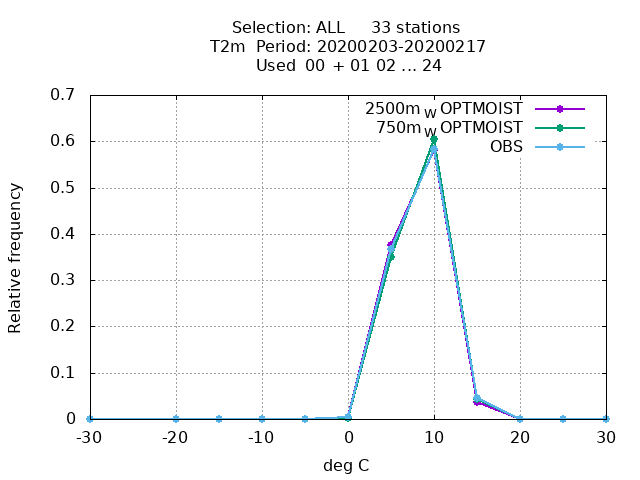 Selection: ALL 33 stations
T2m Period: 20200203-20200217
Used 00 + 01 02 ... 24
0.7
0.6
0.5
0.4
0.3
0.2
0.1
0
Relative frequency
2500m W OPTMOIST
750m W OPTMOIST
OBS
-30 -20 -10 0 10 20 30
deg C